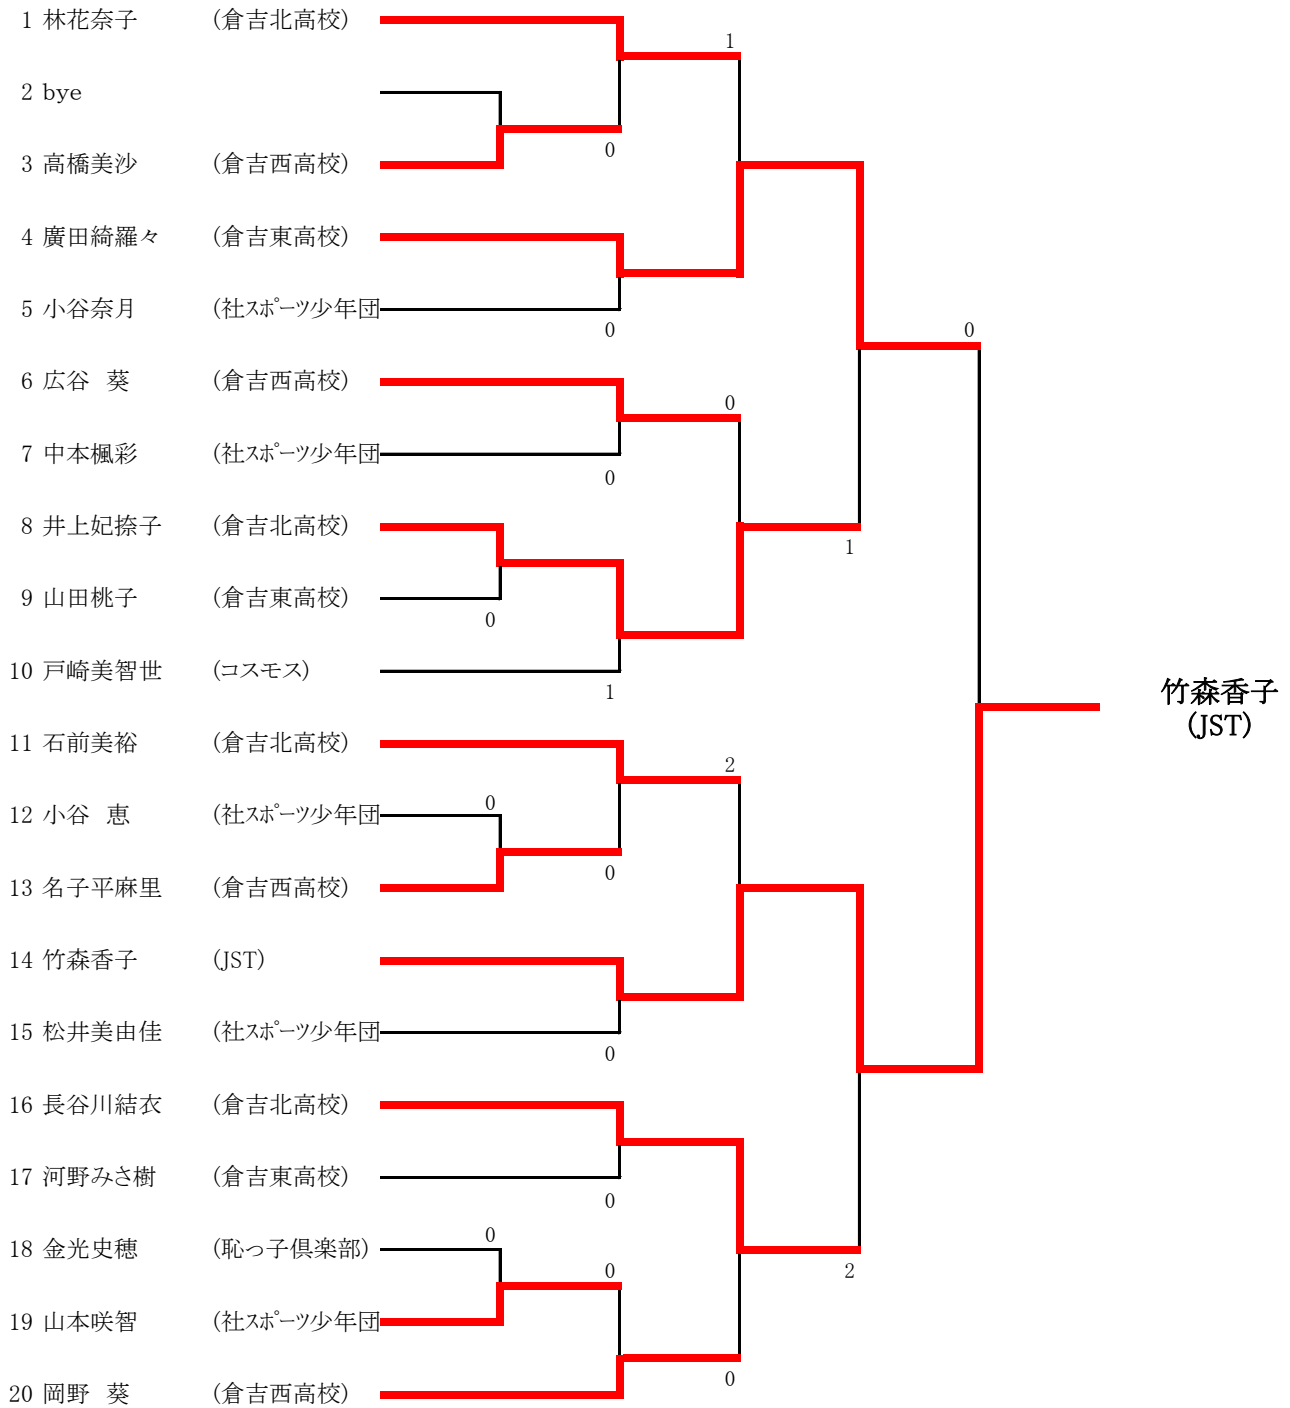 1 林花奈子 (倉吉北高校)
1
2 bye
0
3 高橋美沙 (倉吉西高校)
4 廣田綺羅々 (倉吉東高校)
5 小谷奈月 (社スポーツ少年団
0
0
6 広谷 葵 (倉吉西高校)
0
7 中本楓彩 (社スポーツ少年団
0
8 井上妃捺子 (倉吉北高校)
1
9 山田桃子 (倉吉東高校)
0
10 戸崎美智世 (コスモス)
1
竹森香子
(JST)
11 石前美裕 (倉吉北高校)
2
0
12 小谷 恵 (社スポーツ少年団
0
13 名子平麻里 (倉吉西高校)
14 竹森香子 (JST)
15 松井美由佳 (社スポーツ少年団
0
16 長谷川結衣 (倉吉北高校)
17 河野みさ樹 (倉吉東高校)
0
0
18 金光史穂 (恥っ子倶楽部)
0
2
19 山本咲智 (社スポーツ少年団
0
20 岡野 葵 (倉吉西高校)